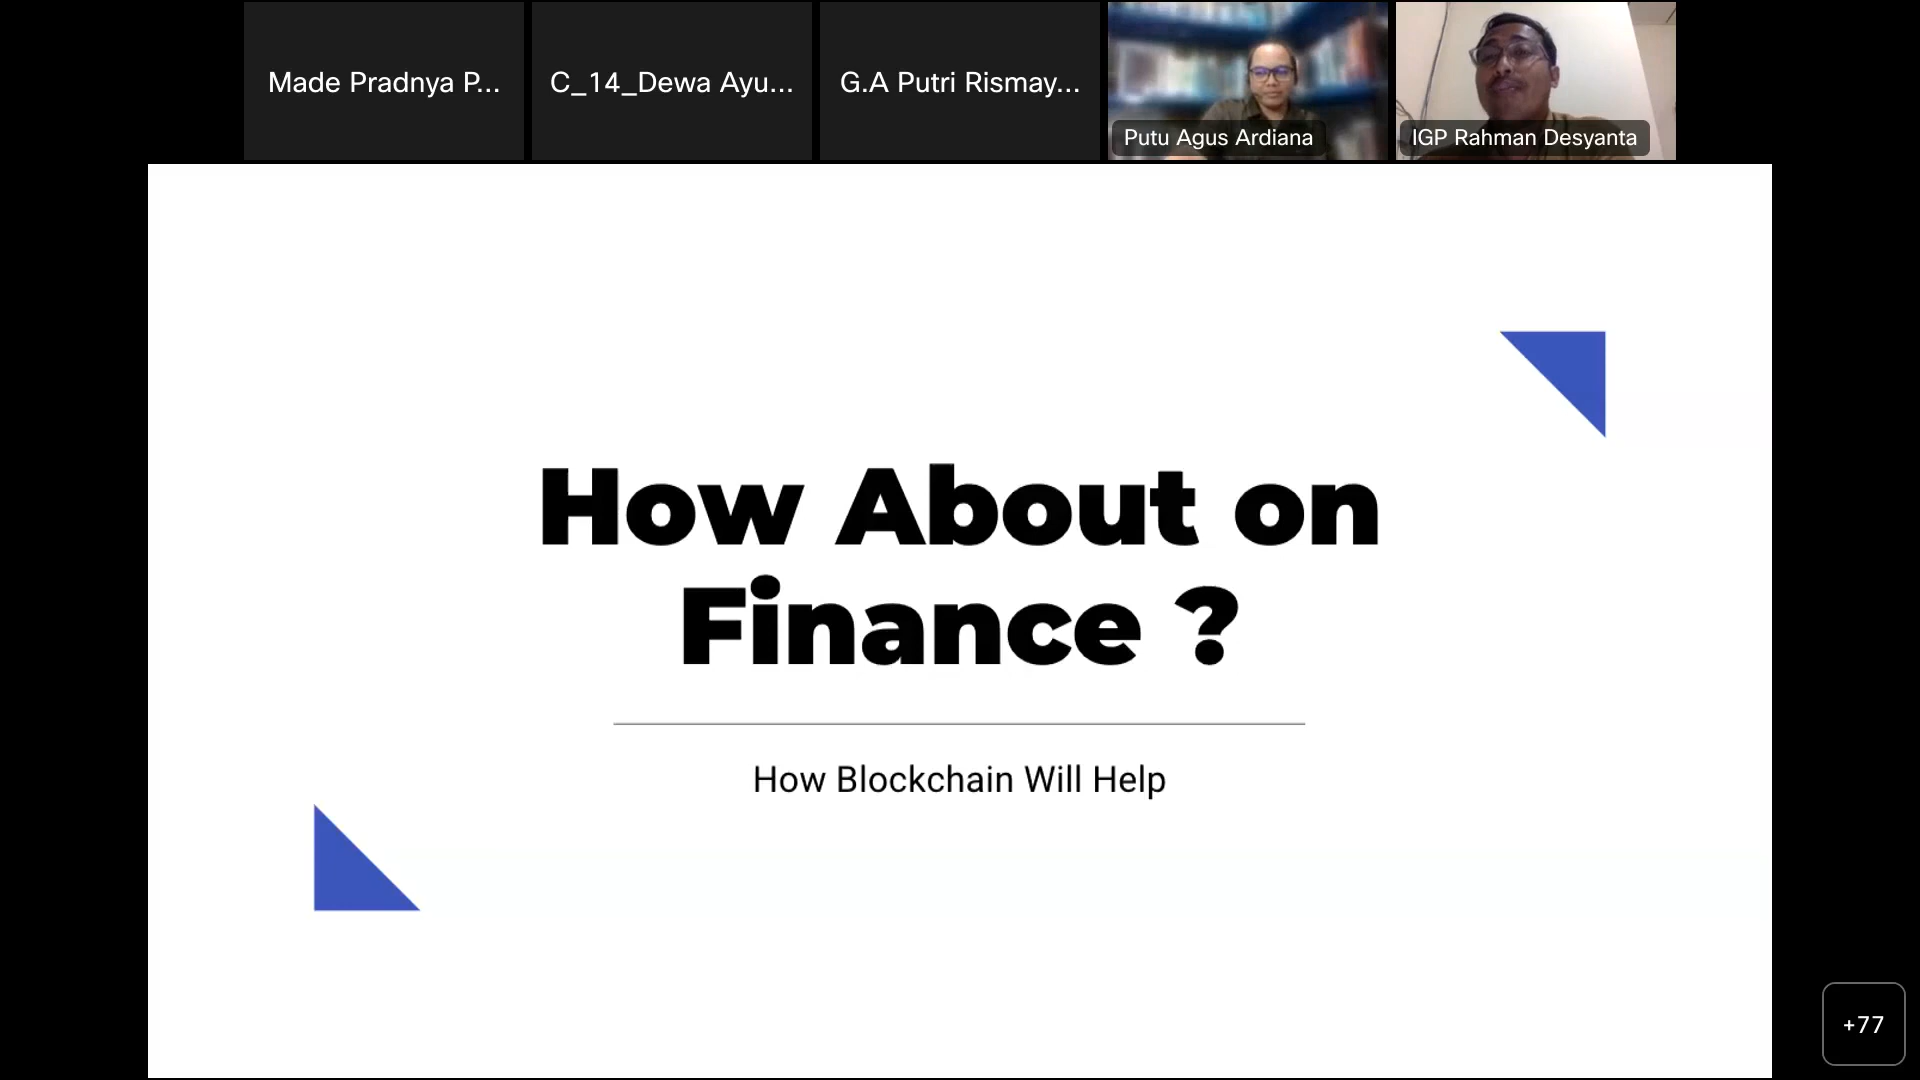 Made Pradnya P...
C_14_Dewa Ayu...
G.A Putri Rismay...
Putu Agus Ardiana
IGP Rahman Desyanta
How About on
Finance ?
How Blockchain Will Help
+77